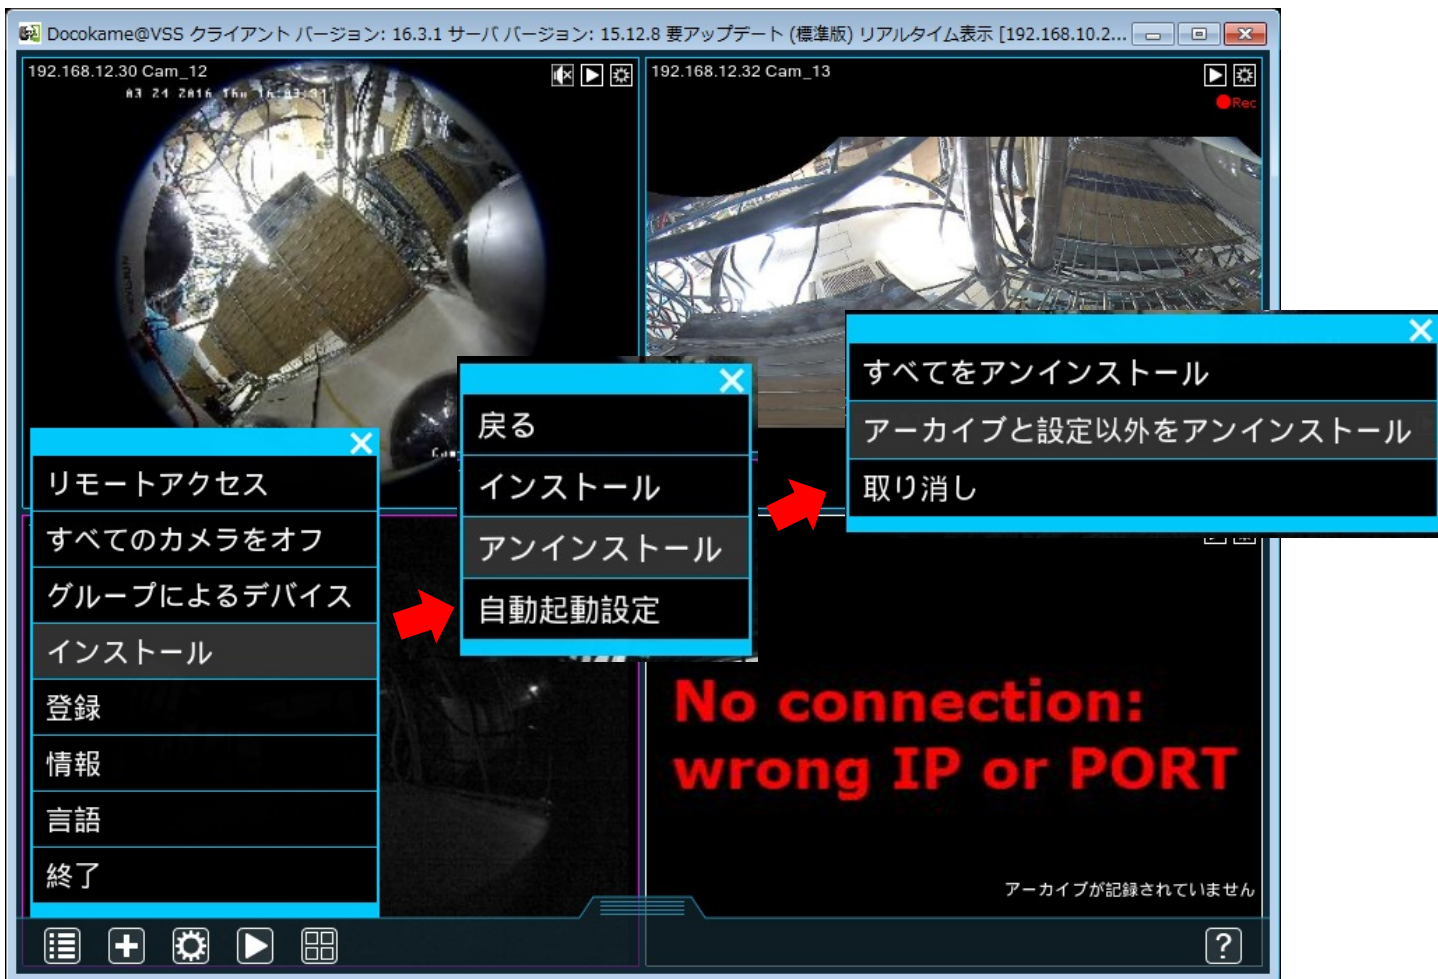 Docokame@VSS クライアント バージョン: 16.3.1 サーバ バージョン: 15.12.8 要アップデート (標準版) リアルタイム表示 [192.168.10.2...
192.168.12.30 Cam_12
03 24 2016 Thu 16:03:31
192.168.12.32 Cam_13
Rec
リモートアクセス
すべてのカメラをオフ
グループによるデバイス
インストール
登録
情報
言語
終了
戻る
インストール
アンインストール
自動起動設定
すべてをアンインストール
アーカイブと設定以外をアンインストール
取り消し
No connection:
wrong IP or PORT
アーカイブが記録されていません
?